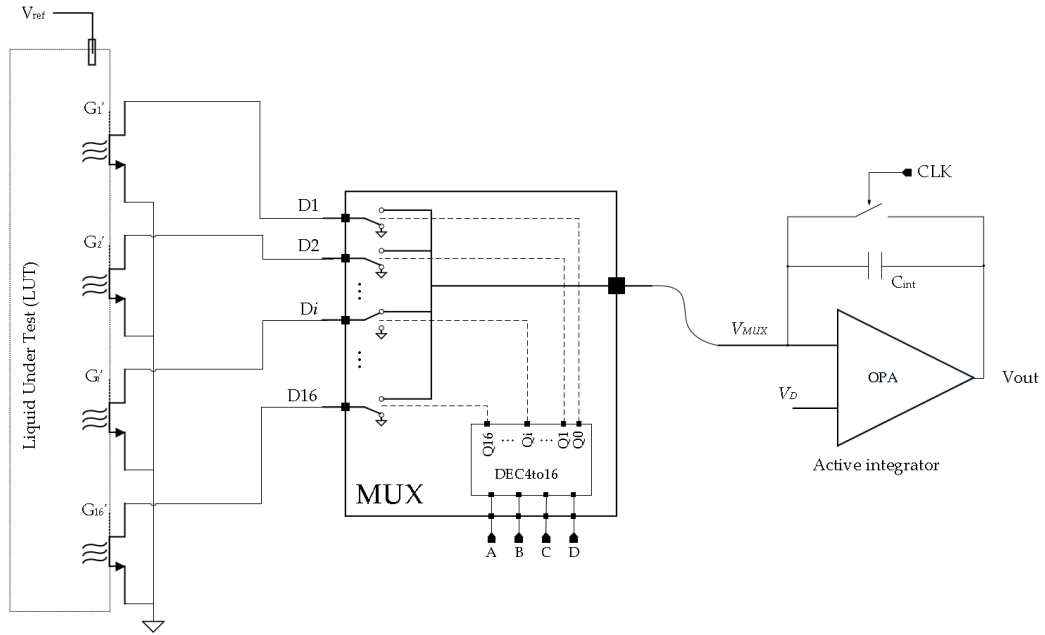 Vref
G1'
G2'
Gi'
G16'
Liquid Under Test (LUT)
D1
D2
Di
D16
MUX
Q16 ... Qi ... Q1 Q0
DEC4to16
A B C D
CLK
Cint
VMUX
VD
OPA
Vout
Active integrator